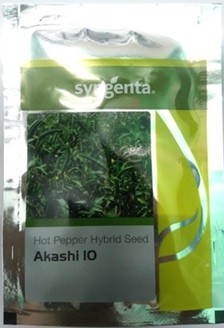 syngenta
Hot Pepper Hybrid Seed
Akashi 10